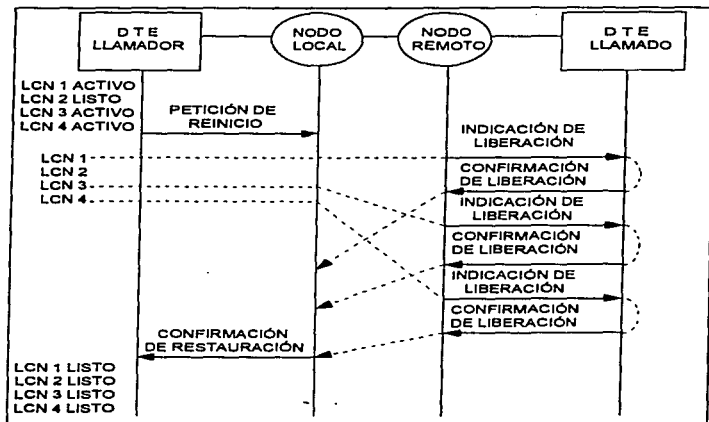 D T E
LLAMADOR
NODO
LOCAL
NODO
REMOTO
D T E
LLAMADO
LCN 1 ACTIVO
LCN 2 LISTO
LCN 3 ACTIVO
LCN 4 ACTIVO
PETICIÓN DE
REINICIO
INDICACIÓN DE
LIBERACIÓN
LCN 1
LCN 2
LCN 3
LCN 4
CONFIRMACIÓN
DE LIBERACIÓN
INDICACIÓN DE
LIBERACIÓN
CONFIRMACIÓN
DE LIBERACIÓN
INDICACIÓN DE
LIBERACIÓN
CONFIRMACIÓN
DE LIBERACIÓN
CONFIRMACIÓN
DE RESTAURACIÓN
LCN 1 LISTO
LCN 2 LISTO
LCN 3 LISTO
LCN 4 LISTO